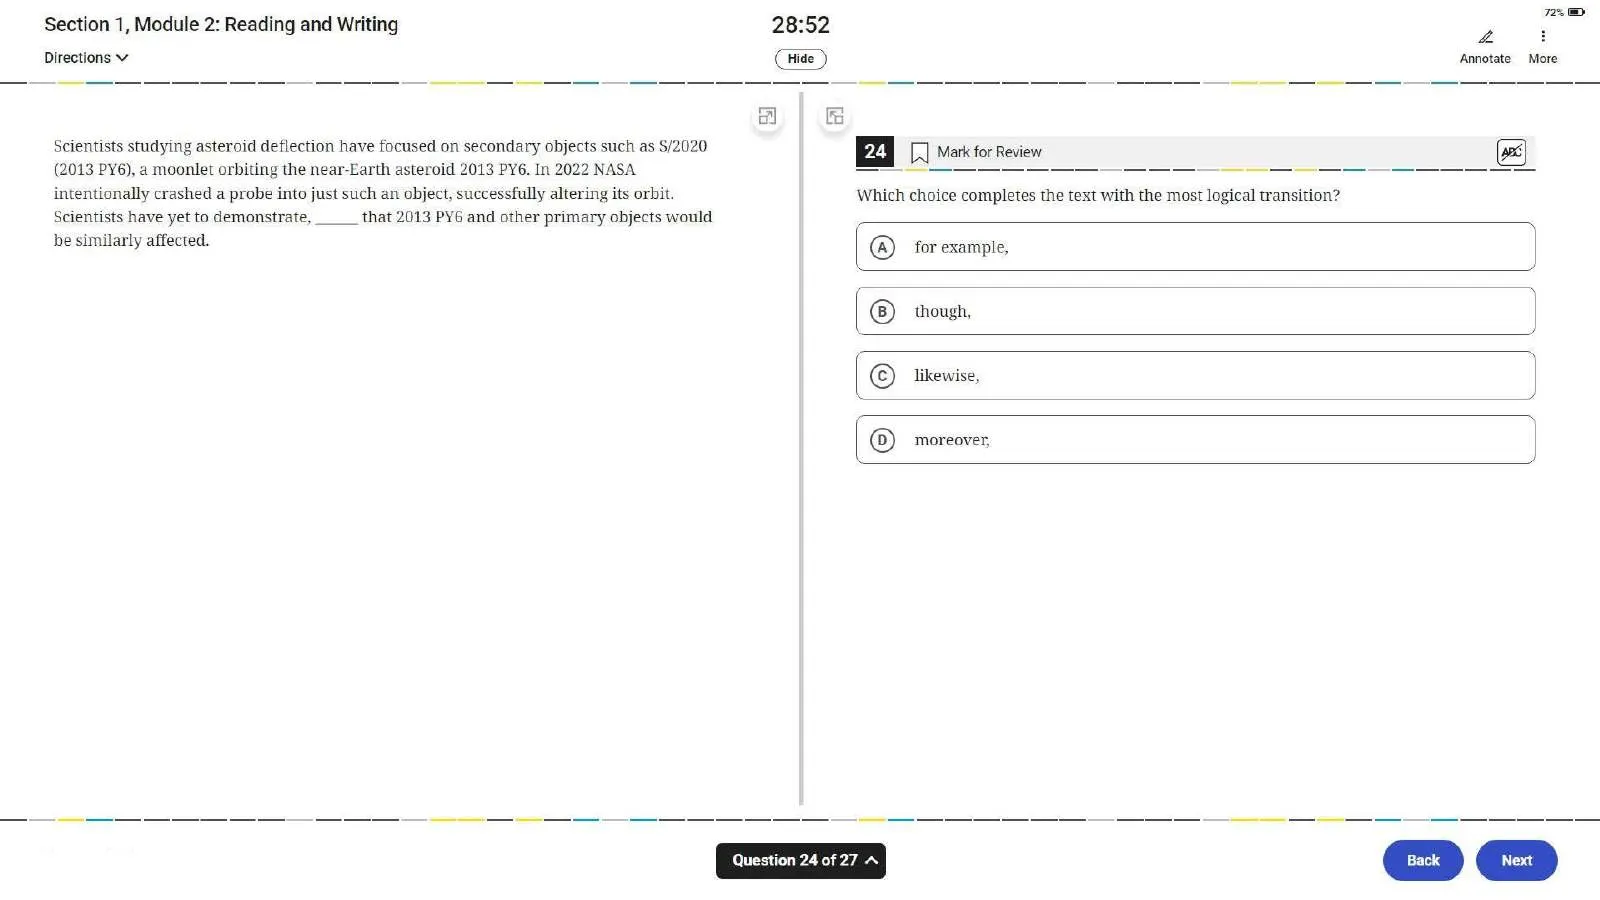 Section 1, Module 2: Reading and Writing
28:52
72%
Directions
Hide
Annotate
More
Scientists studying asteroid deflection have focused on secondary objects such as S/2020
(2013 PY6), a moonlet orbiting the near-Earth asteroid 2013 PY6. In 2022 NASA
intentionally crashed a probe into just such an object, successfully altering its orbit.
Scientists have yet to demonstrate, ______ that 2013 PY6 and other primary objects would
be similarly affected.
24
Mark for Review
ABC
Which choice completes the text with the most logical transition?
A for example,
B though,
C likewise,
D moreover,
Question 24 of 27
Back
Next